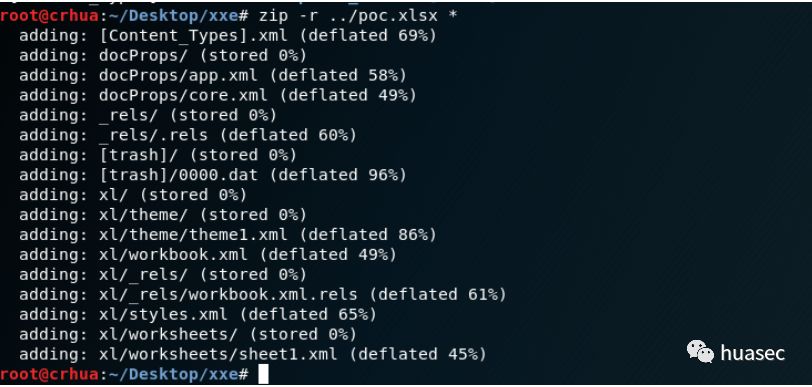 root@crhua:~/Desktop/xxe# zip -r ../poc.xlsx *
adding: [Content_Types].xml (deflated 69%)
adding: docProps/ (stored 0%)
adding: docProps/app.xml (deflated 58%)
adding: docProps/core.xml (deflated 49%)
adding: _rels/ (stored 0%)
adding: _rels/.rels (deflated 60%)
adding: [trash]/ (stored 0%)
adding: [trash]/0000.dat (deflated 96%)
adding: xl/ (stored 0%)
adding: xl/theme/ (stored 0%)
adding: xl/theme/theme1.xml (deflated 86%)
adding: xl/workbook.xml (deflated 49%)
adding: xl/_rels/ (stored 0%)
adding: xl/_rels/workbook.xml.rels (deflated 61%)
adding: xl/styles.xml (deflated 65%)
adding: xl/worksheets/ (stored 0%)
adding: xl/worksheets/sheet1.xml (deflated 45%)
root@crhua:~/Desktop/xxe#
huasec